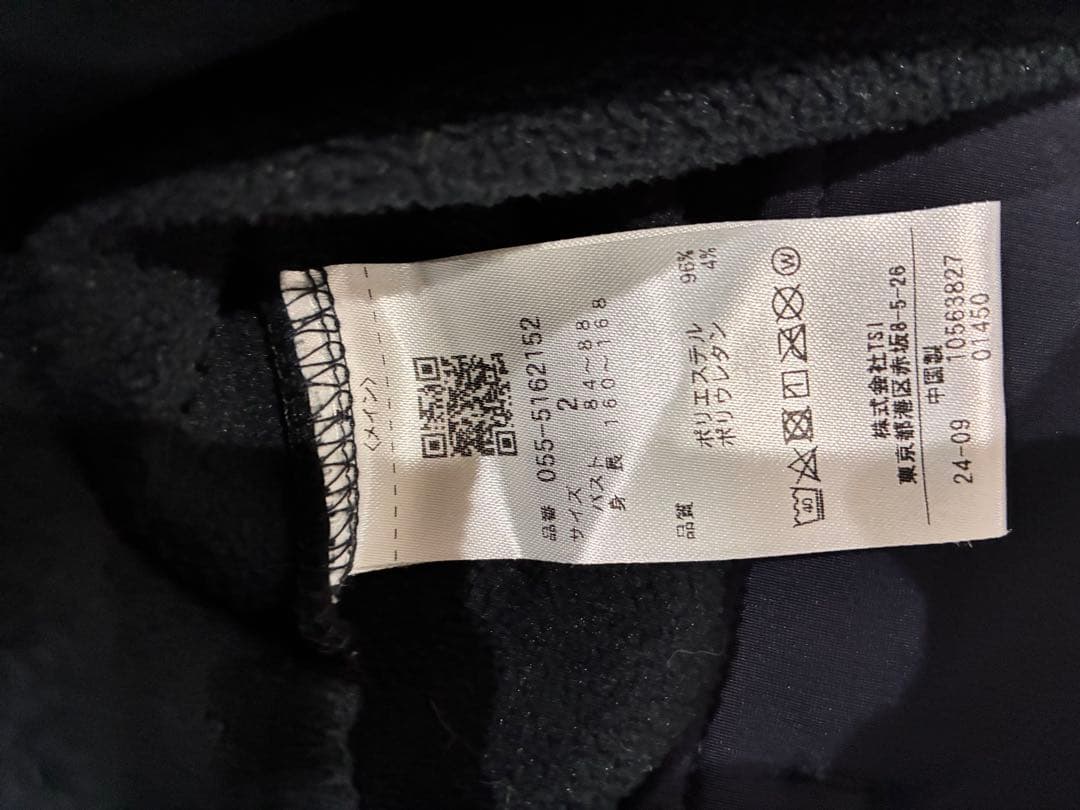 〈メイン〉
品番 055-5162152
サイズ 2
バスト 84～88
身長 160～168
品質 ポリエステル 96%
ポリウレタン 4%
40
W
株式会社TSI
東京都港区赤坂8-5-26
中国製
24-09 10563827
01450